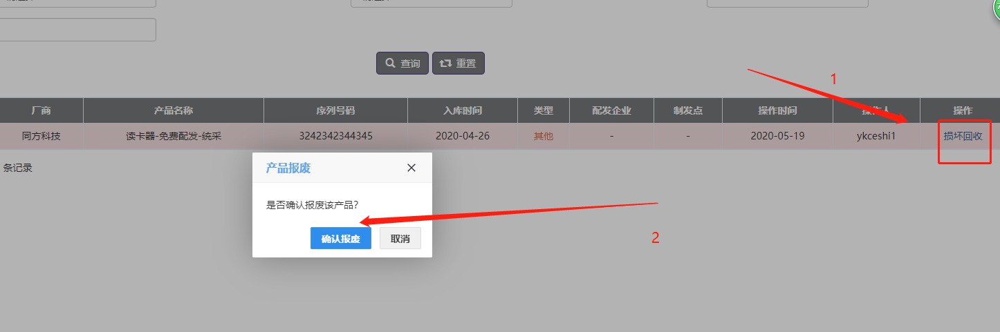 查询 重置
1
厂商 产品名称 序列号码 入库时间 类型 配发企业 制发点 操作时间 操作人 操作
同方科技 读卡器-免费配发-统采 3242342344345 2020-04-26 其他 - - 2020-05-19 ykceshi1 损坏回收
条记录
产品报废
是否确认报废该产品?
2
确认报废 取消